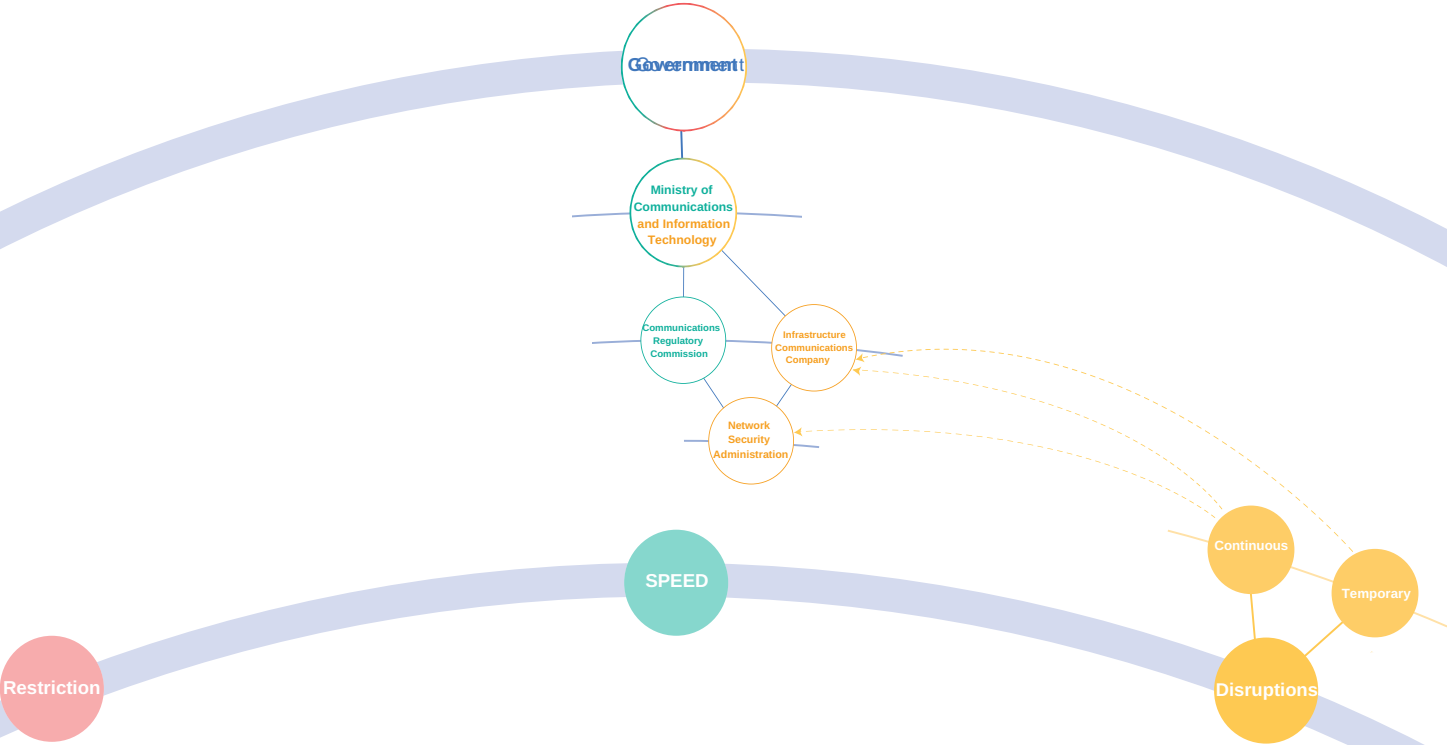 Government
Government
Ministry of
Communications
and Information
Technology
Communications
Regulatory
Commission
Infrastructure
Communications
Company
Network
Security
Administration
Continuous
Temporary
SPEED
Restriction
Disruptions